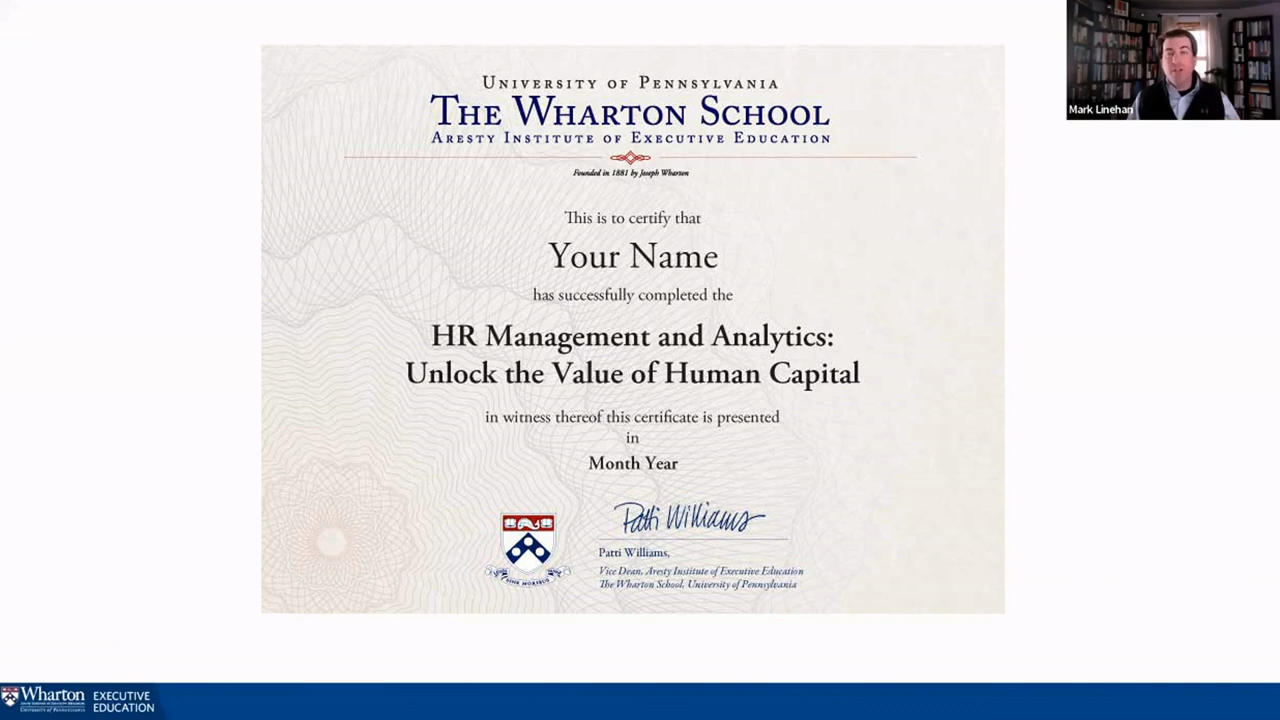 UNIVERSITY OF PENNSYLVANIA
THE WHARTON SCHOOL
ARESTY INSTITUTE OF EXECUTIVE EDUCATION
Founded in 1881 by Joseph Wharton
This is to certify that
Your Name
has successfully completed the
HR Management and Analytics:
Unlock the Value of Human Capital
in witness thereof this certificate is presented
in
Month Year
Patti Williams
Patti Williams,
Vice Dean, Aresty Institute of Executive Education
The Wharton School, University of Pennsylvania
Mark Linehan
Wharton
UNIVERSITY of PENNSYLVANIA
EXECUTIVE
EDUCATION